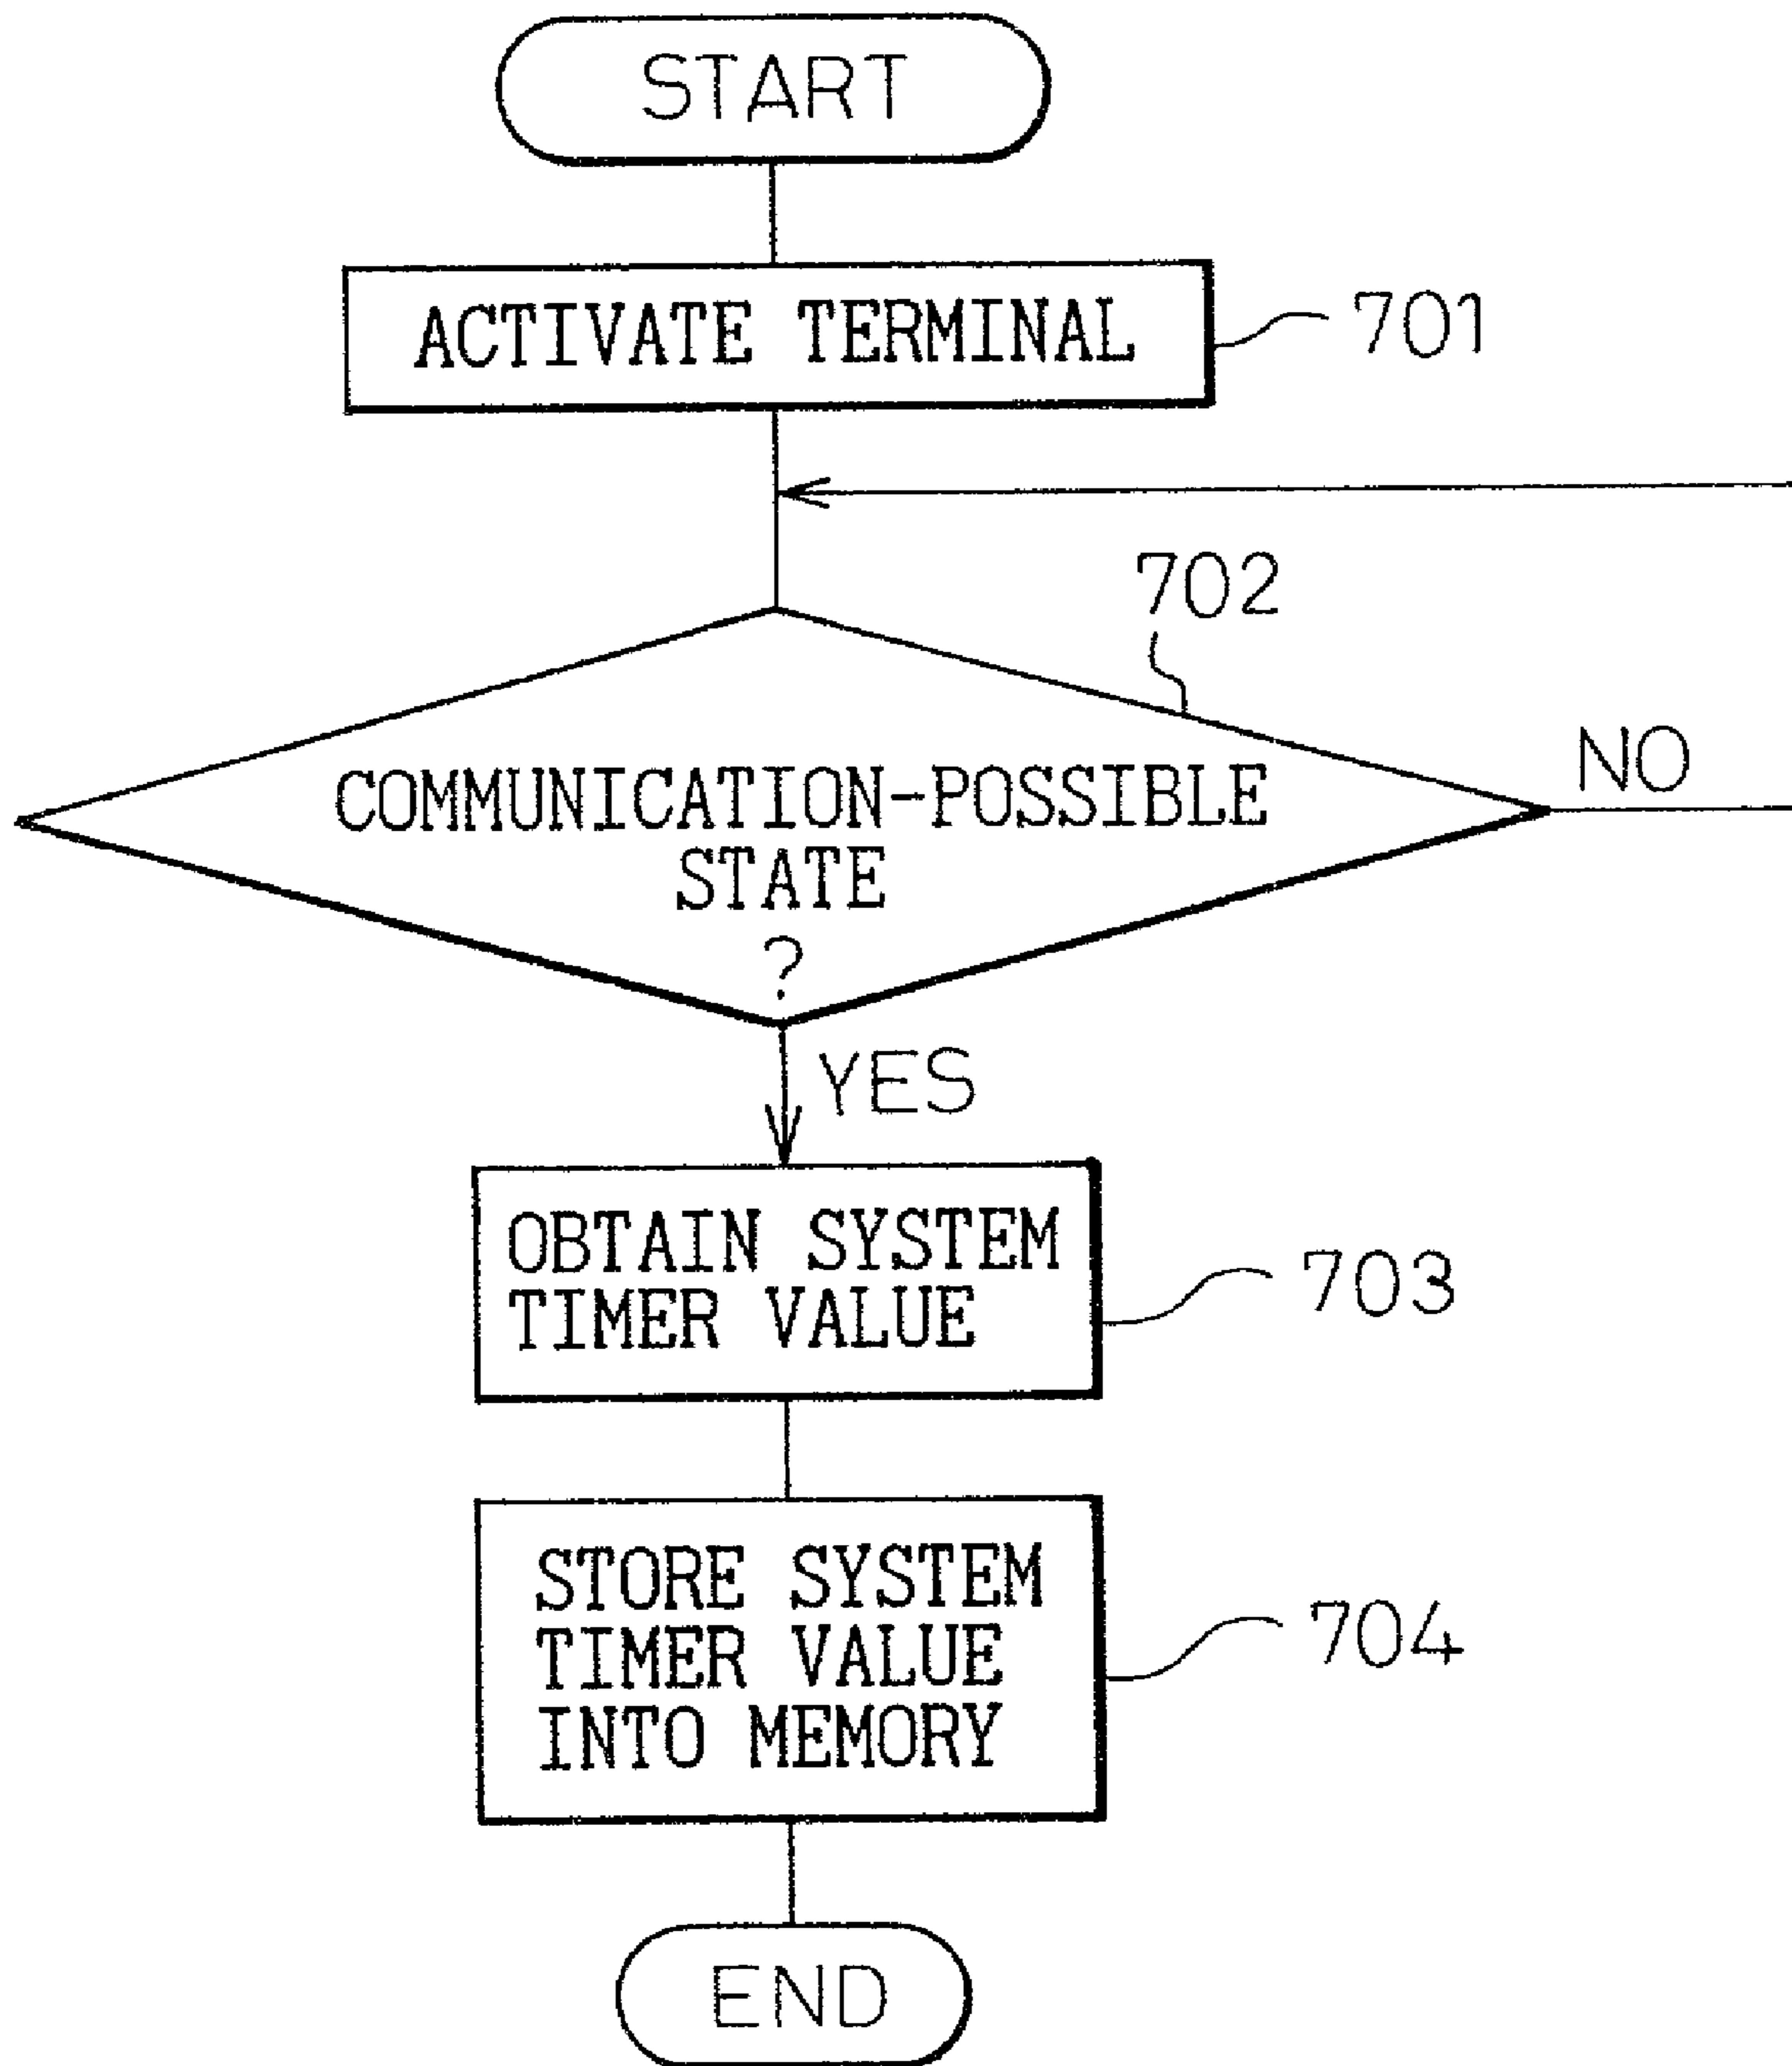 START
ACTIVATE TERMINAL
701
702
COMMUNICATION-POSSIBLE
STATE
?
NO
YES
OBTAIN SYSTEM
TIMER VALUE
703
STORE SYSTEM
TIMER VALUE
INTO MEMORY
704
END